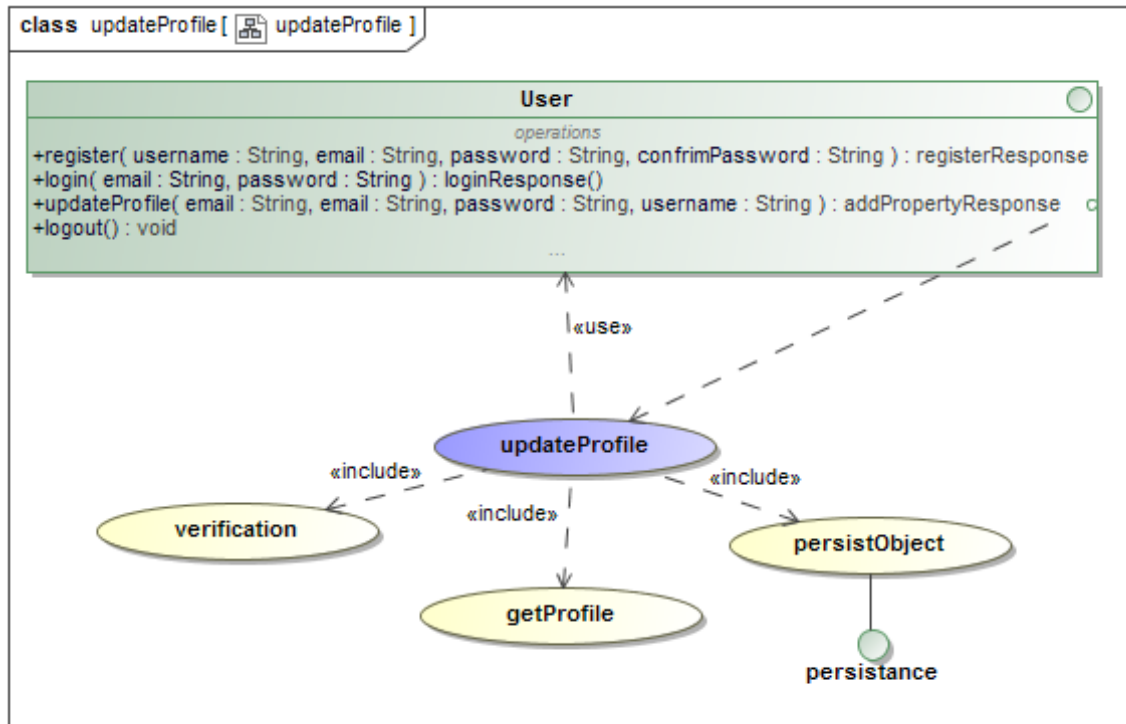 class updateProfile [ updateProfile ]
User
operations
+register( username : String, email : String, password : String, confrimPassword : String ) : registerResponse
+login( email : String, password : String ) : loginResponse()
+updateProfile( email : String, email : String, password : String, username : String ) : addPropertyResponse c
+logout() : void
...
«use»
updateProfile
«include»
«include»
«include»
verification
persistObject
getProfile
persistance